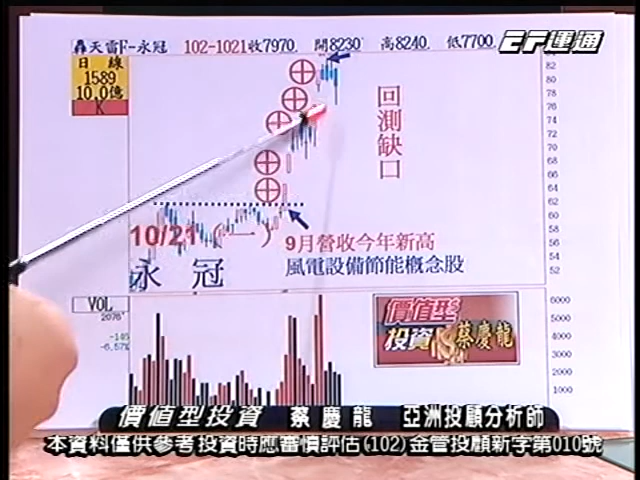 轟天雷F-永冠 102-1021收7970. 開8230 高8240. 低7700.
EF運通
日線
1589
10.0億
K
82
80
78
76
74
72
70
68
66
64
62
60
58
56
54
52
回測缺口
10/21 (一)
永冠
9月營收今年新高
風電設備節能概念股
VOL
2076
-145
-6.57%
6000
5000
4000
3000
2000
1000
價值型
投資
蔡慶龍
價值型投資 蔡慶龍 亞洲投顧分析師
本資料僅供參考投資時應審慎評估(102)金管投顧新字第010號